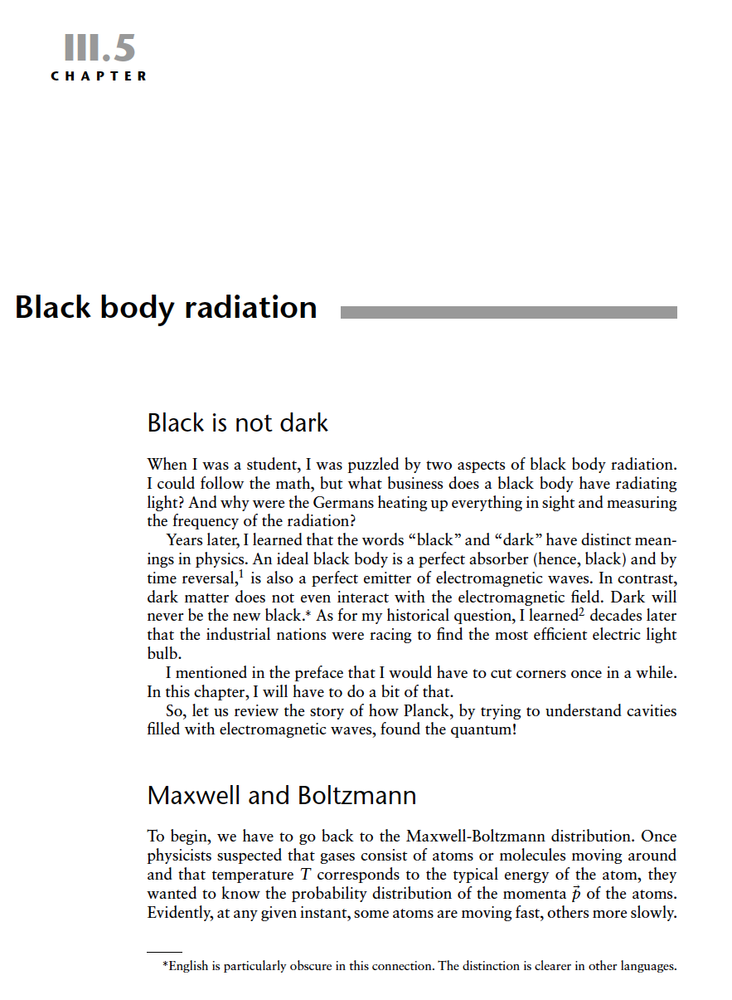 III.5
CHAPTER
Black body radiation
Black is not dark
When I was a student, I was puzzled by two aspects of black body radiation.
I could follow the math, but what business does a black body have radiating
light? And why were the Germans heating up everything in sight and measuring
the frequency of the radiation?
Years later, I learned that the words “black” and “dark” have distinct mean-
ings in physics. An ideal black body is a perfect absorber (hence, black) and by
time reversal,¹ is also a perfect emitter of electromagnetic waves. In contrast,
dark matter does not even interact with the electromagnetic field. Dark will
never be the new black.* As for my historical question, I learned² decades later
that the industrial nations were racing to find the most efficient electric light
bulb.
I mentioned in the preface that I would have to cut corners once in a while.
In this chapter, I will have to do a bit of that.
So, let us review the story of how Planck, by trying to understand cavities
filled with electromagnetic waves, found the quantum!
Maxwell and Boltzmann
To begin, we have to go back to the Maxwell-Boltzmann distribution. Once
physicists suspected that gases consist of atoms or molecules moving around
and that temperature T corresponds to the typical energy of the atom, they
wanted to know the probability distribution of the momenta p⃗ of the atoms.
Evidently, at any given instant, some atoms are moving fast, others more slowly.
*English is particularly obscure in this connection. The distinction is clearer in other languages.